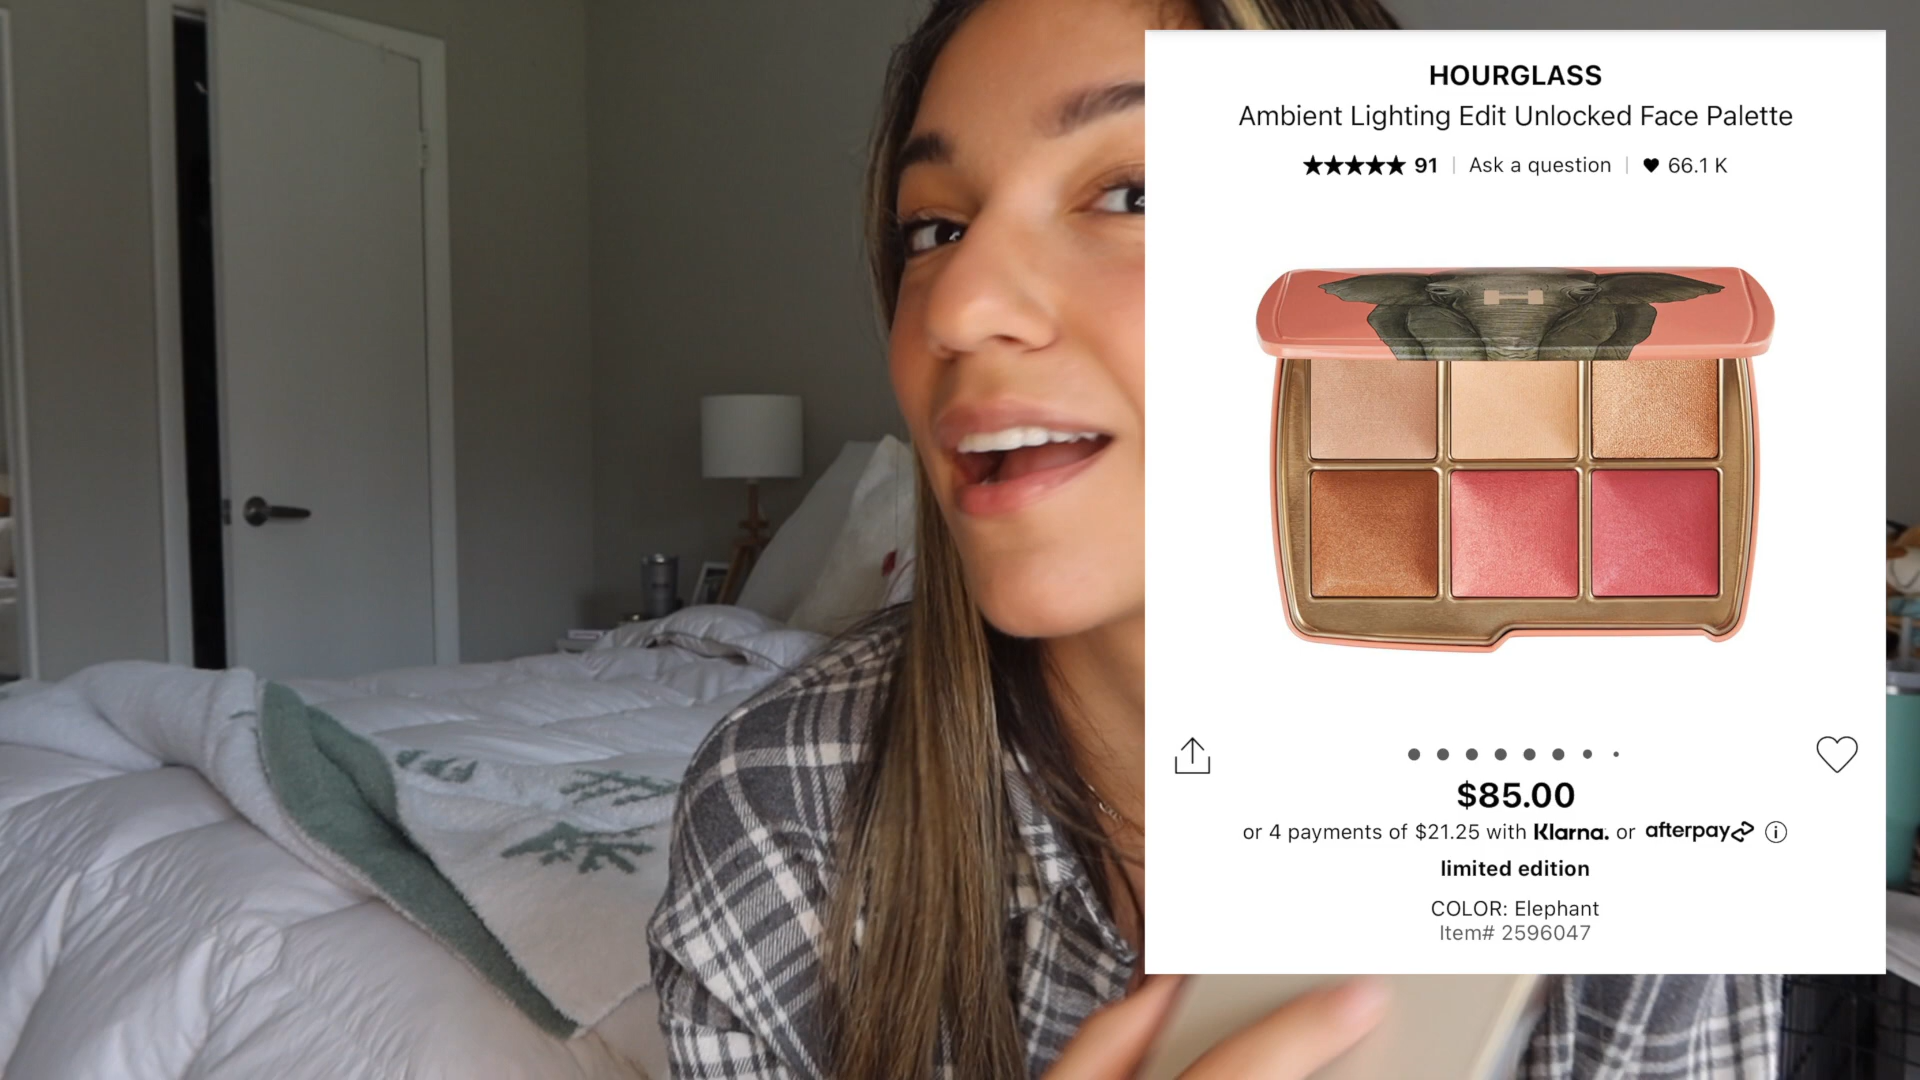 HOURGLASS
Ambient Lighting Edit Unlocked Face Palette
★★★★★ 91 | Ask a question | ♥ 66.1 K
$85.00
or 4 payments of $21.25 with Klarna. or afterpay
limited edition
COLOR: Elephant
Item# 2596047